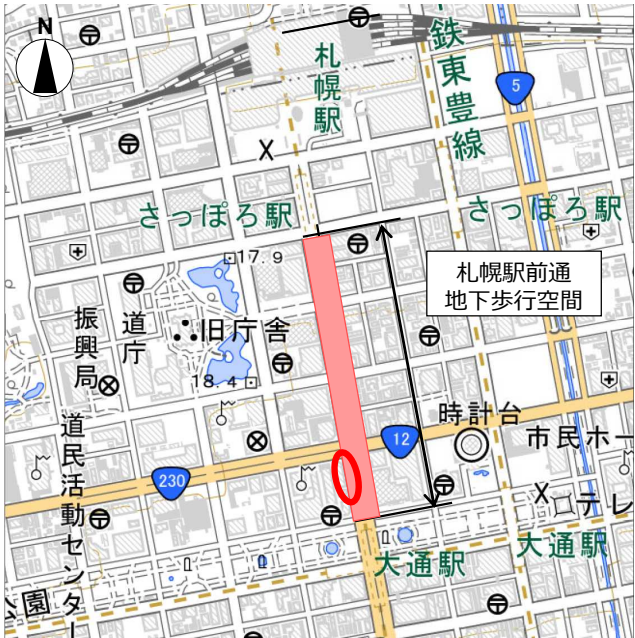 N
札幌駅
鉄東豊線
5
さっぽろ駅
さっぽろ駅
17.9
札幌駅前通
地下歩行空間
道庁
旧庁舎
振興局
18.4
時計台
12
市民ホー
230
道民活動センター
テレ
大通駅
大通駅
公園